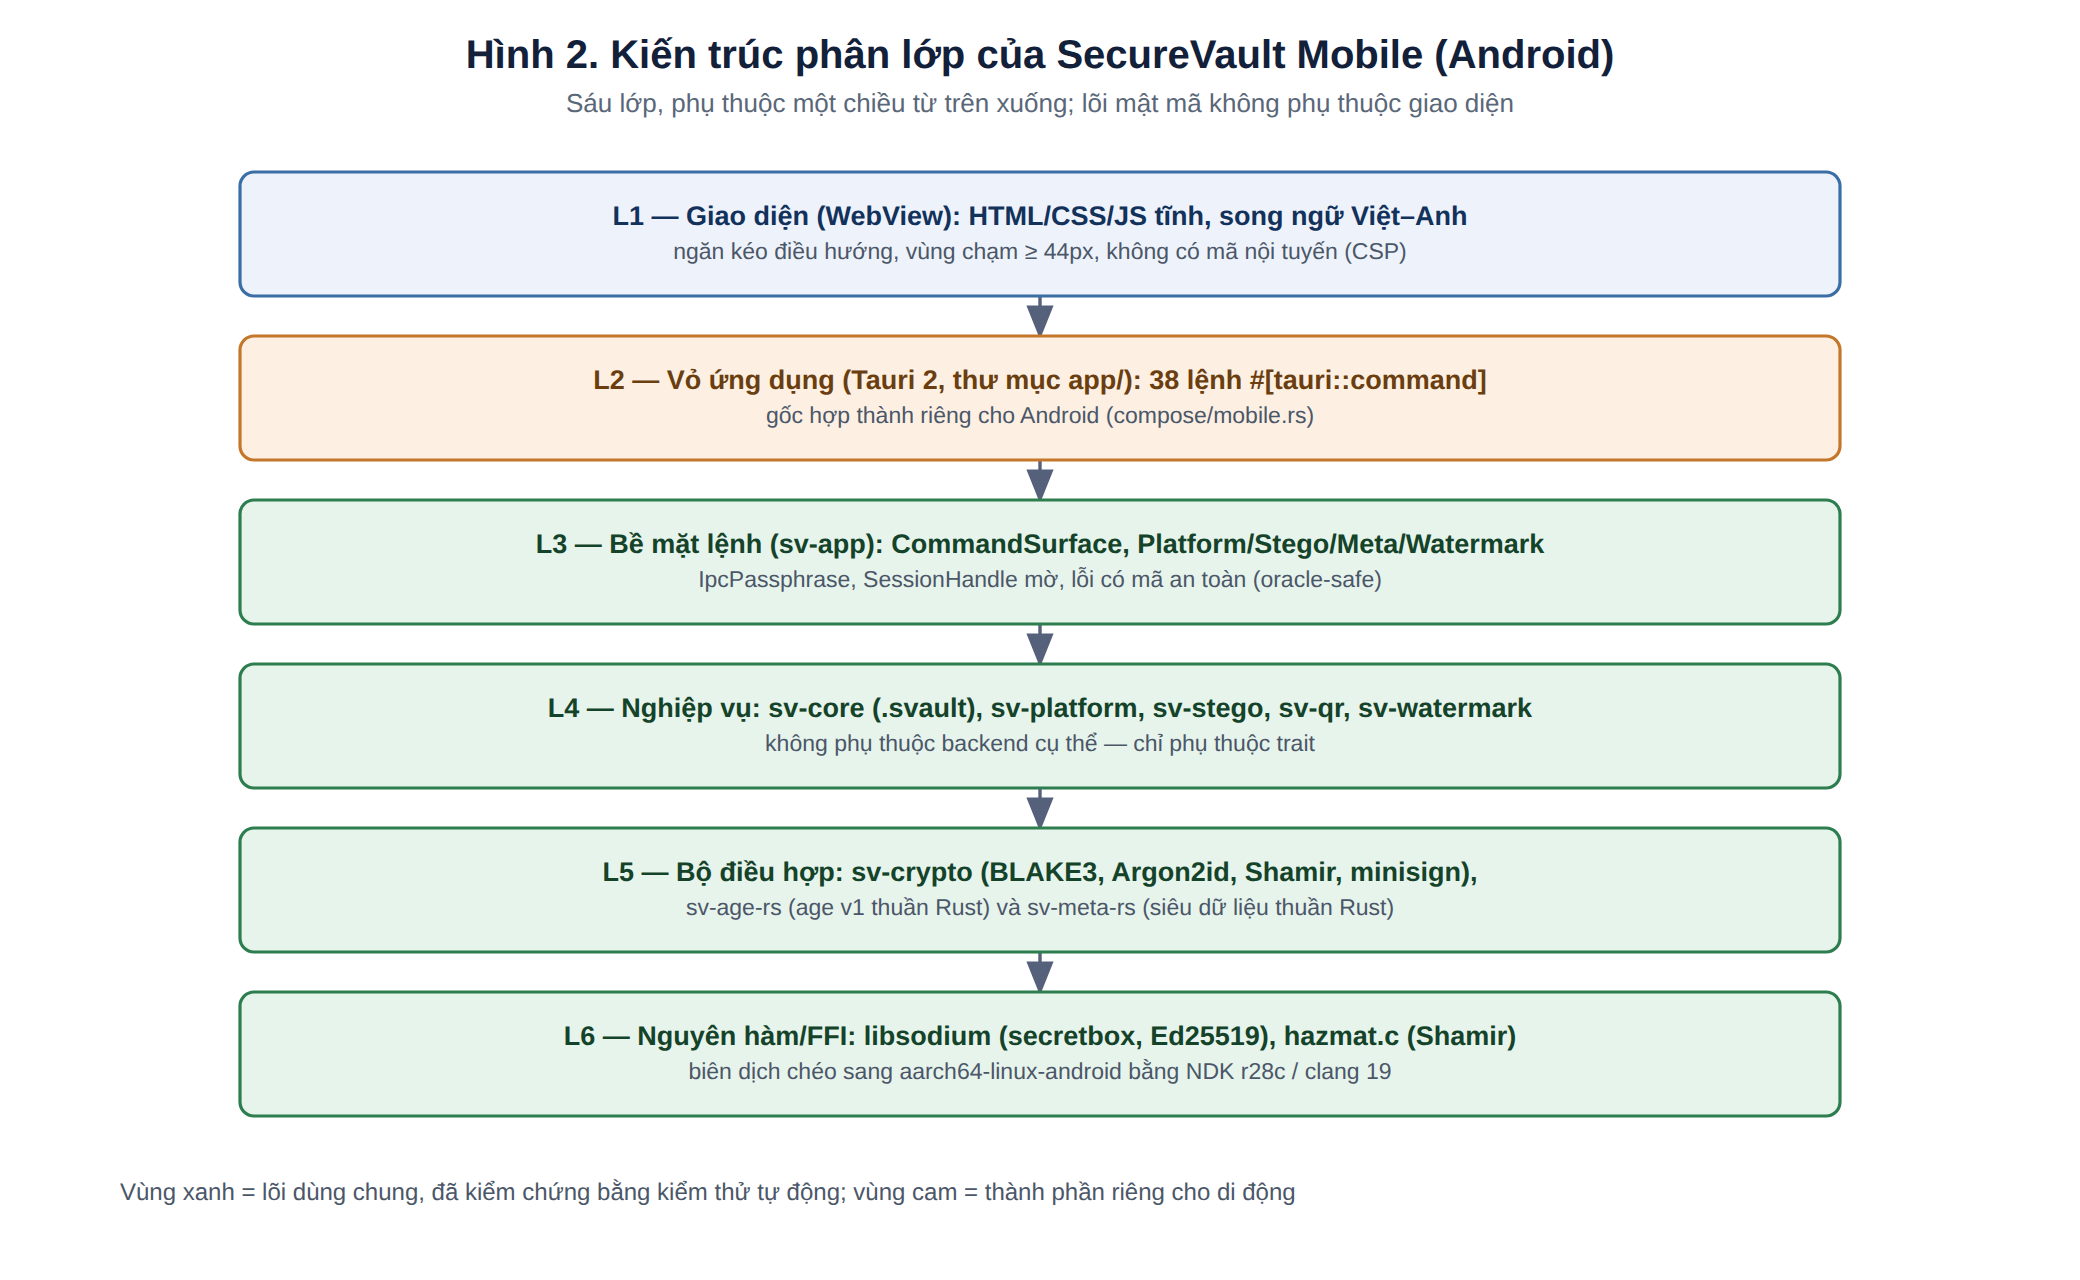 Hình 2. Kiến trúc phân lớp của SecureVault Mobile (Android)
Sáu lớp, phụ thuộc một chiều từ trên xuống; lõi mật mã không phụ thuộc giao diện
L1 — Giao diện (WebView): HTML/CSS/JS tĩnh, song ngữ Việt–Anh
ngăn kéo điều hướng, vùng chạm ≥ 44px, không có mã nội tuyến (CSP)
L2 — Vỏ ứng dụng (Tauri 2, thư mục app/): 38 lệnh #[tauri::command]
gốc hợp thành riêng cho Android (compose/mobile.rs)
L3 — Bề mặt lệnh (sv-app): CommandSurface, Platform/Stego/Meta/Watermark
IpcPassphrase, SessionHandle mờ, lỗi có mã an toàn (oracle-safe)
L4 — Nghiệp vụ: sv-core (.svault), sv-platform, sv-stego, sv-qr, sv-watermark
không phụ thuộc backend cụ thể — chỉ phụ thuộc trait
L5 — Bộ điều hợp: sv-crypto (BLAKE3, Argon2id, Shamir, minisign),
sv-age-rs (age v1 thuần Rust) và sv-meta-rs (siêu dữ liệu thuần Rust)
L6 — Nguyên hàm/FFI: libsodium (secretbox, Ed25519), hazmat.c (Shamir)
biên dịch chéo sang aarch64-linux-android bằng NDK r28c / clang 19
Vùng xanh = lõi dùng chung, đã kiểm chứng bằng kiểm thử tự động; vùng cam = thành phần riêng cho di động